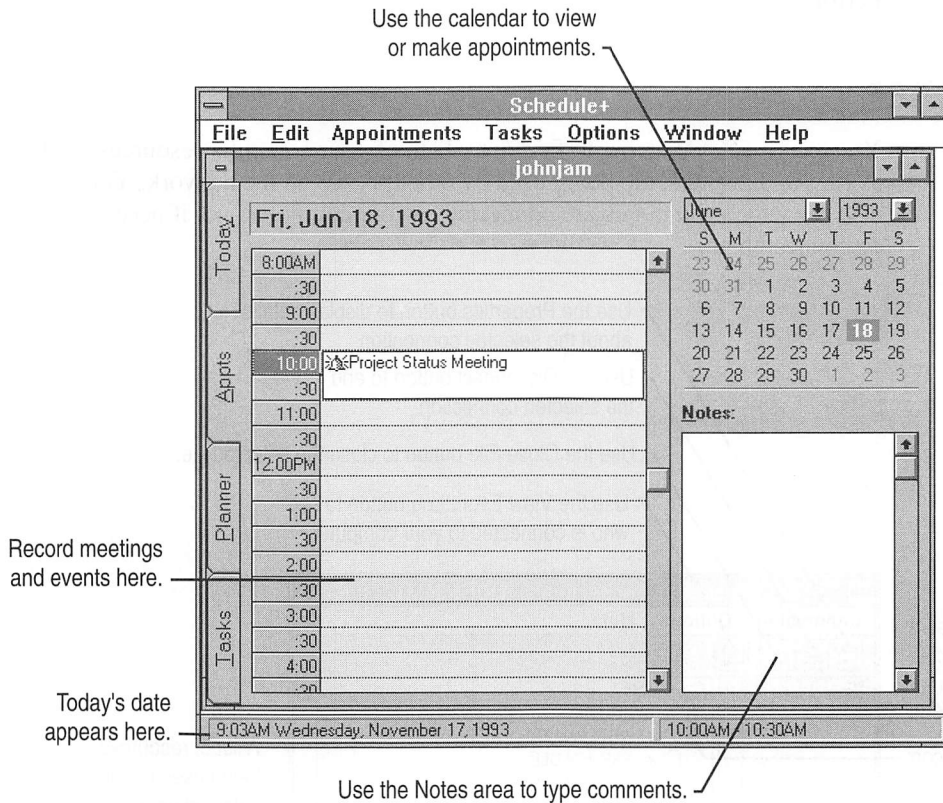 Use the calendar to view
or make appointments.
Schedule+
File Edit Appointments Tasks Options Window Help
johnjam
Today
Appts
Planner
Tasks
Fri, Jun 18, 1993
8:00AM
:30
9:00
:30
10:00 Project Status Meeting
:30
11:00
:30
12:00PM
:30
1:00
:30
2:00
:30
3:00
:30
4:00
:30
June 1993
S M T W T F S
23 24 25 26 27 28 29
30 31 1 2 3 4 5
6 7 8 9 10 11 12
13 14 15 16 17 18 19
20 21 22 23 24 25 26
27 28 29 30 1 2 3
Notes:
Record meetings
and events here.
Today's date
appears here.
9:03AM Wednesday, November 17, 1993
10:00AM - 10:30AM
Use the Notes area to type comments.